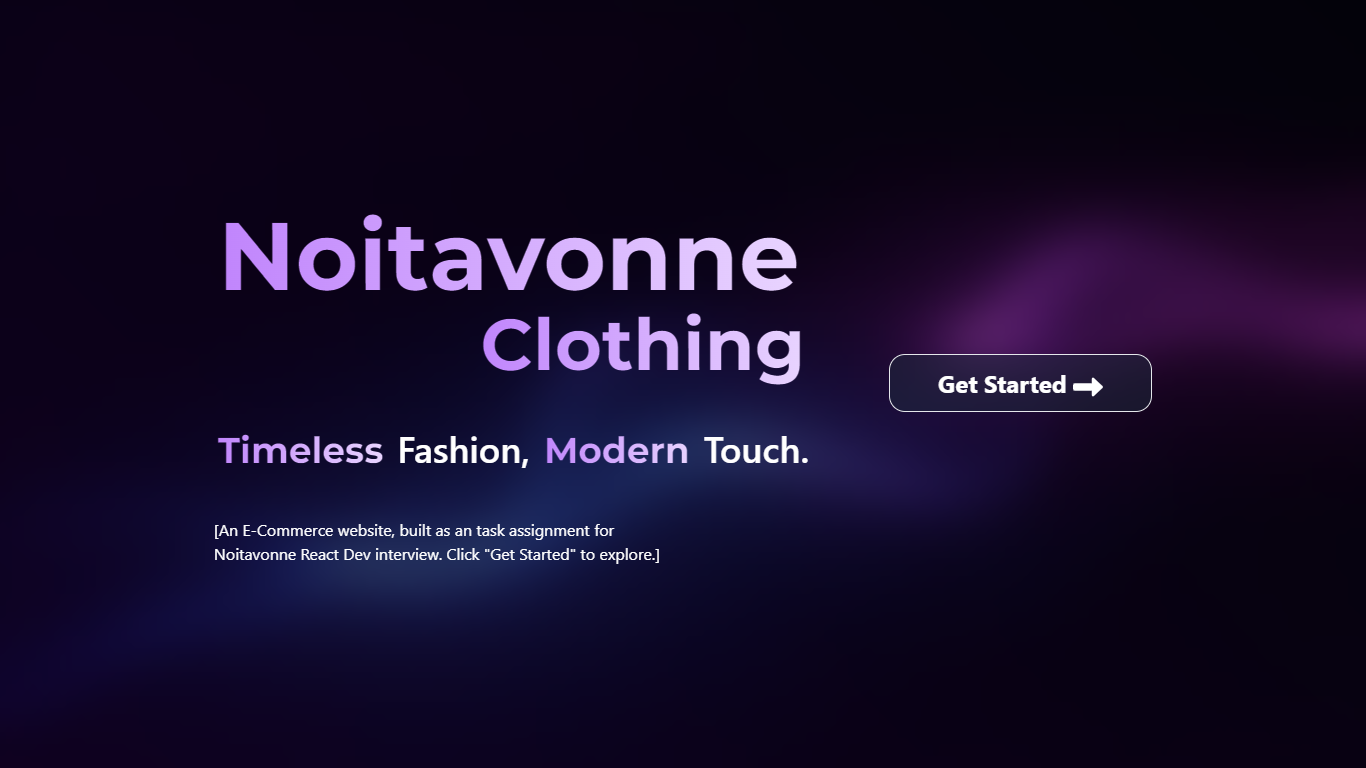 Noitavonne
Clothing
Get Started
Timeless Fashion, Modern Touch.
[An E-Commerce website, built as an task assignment for
Noitavonne React Dev interview. Click "Get Started" to explore.]